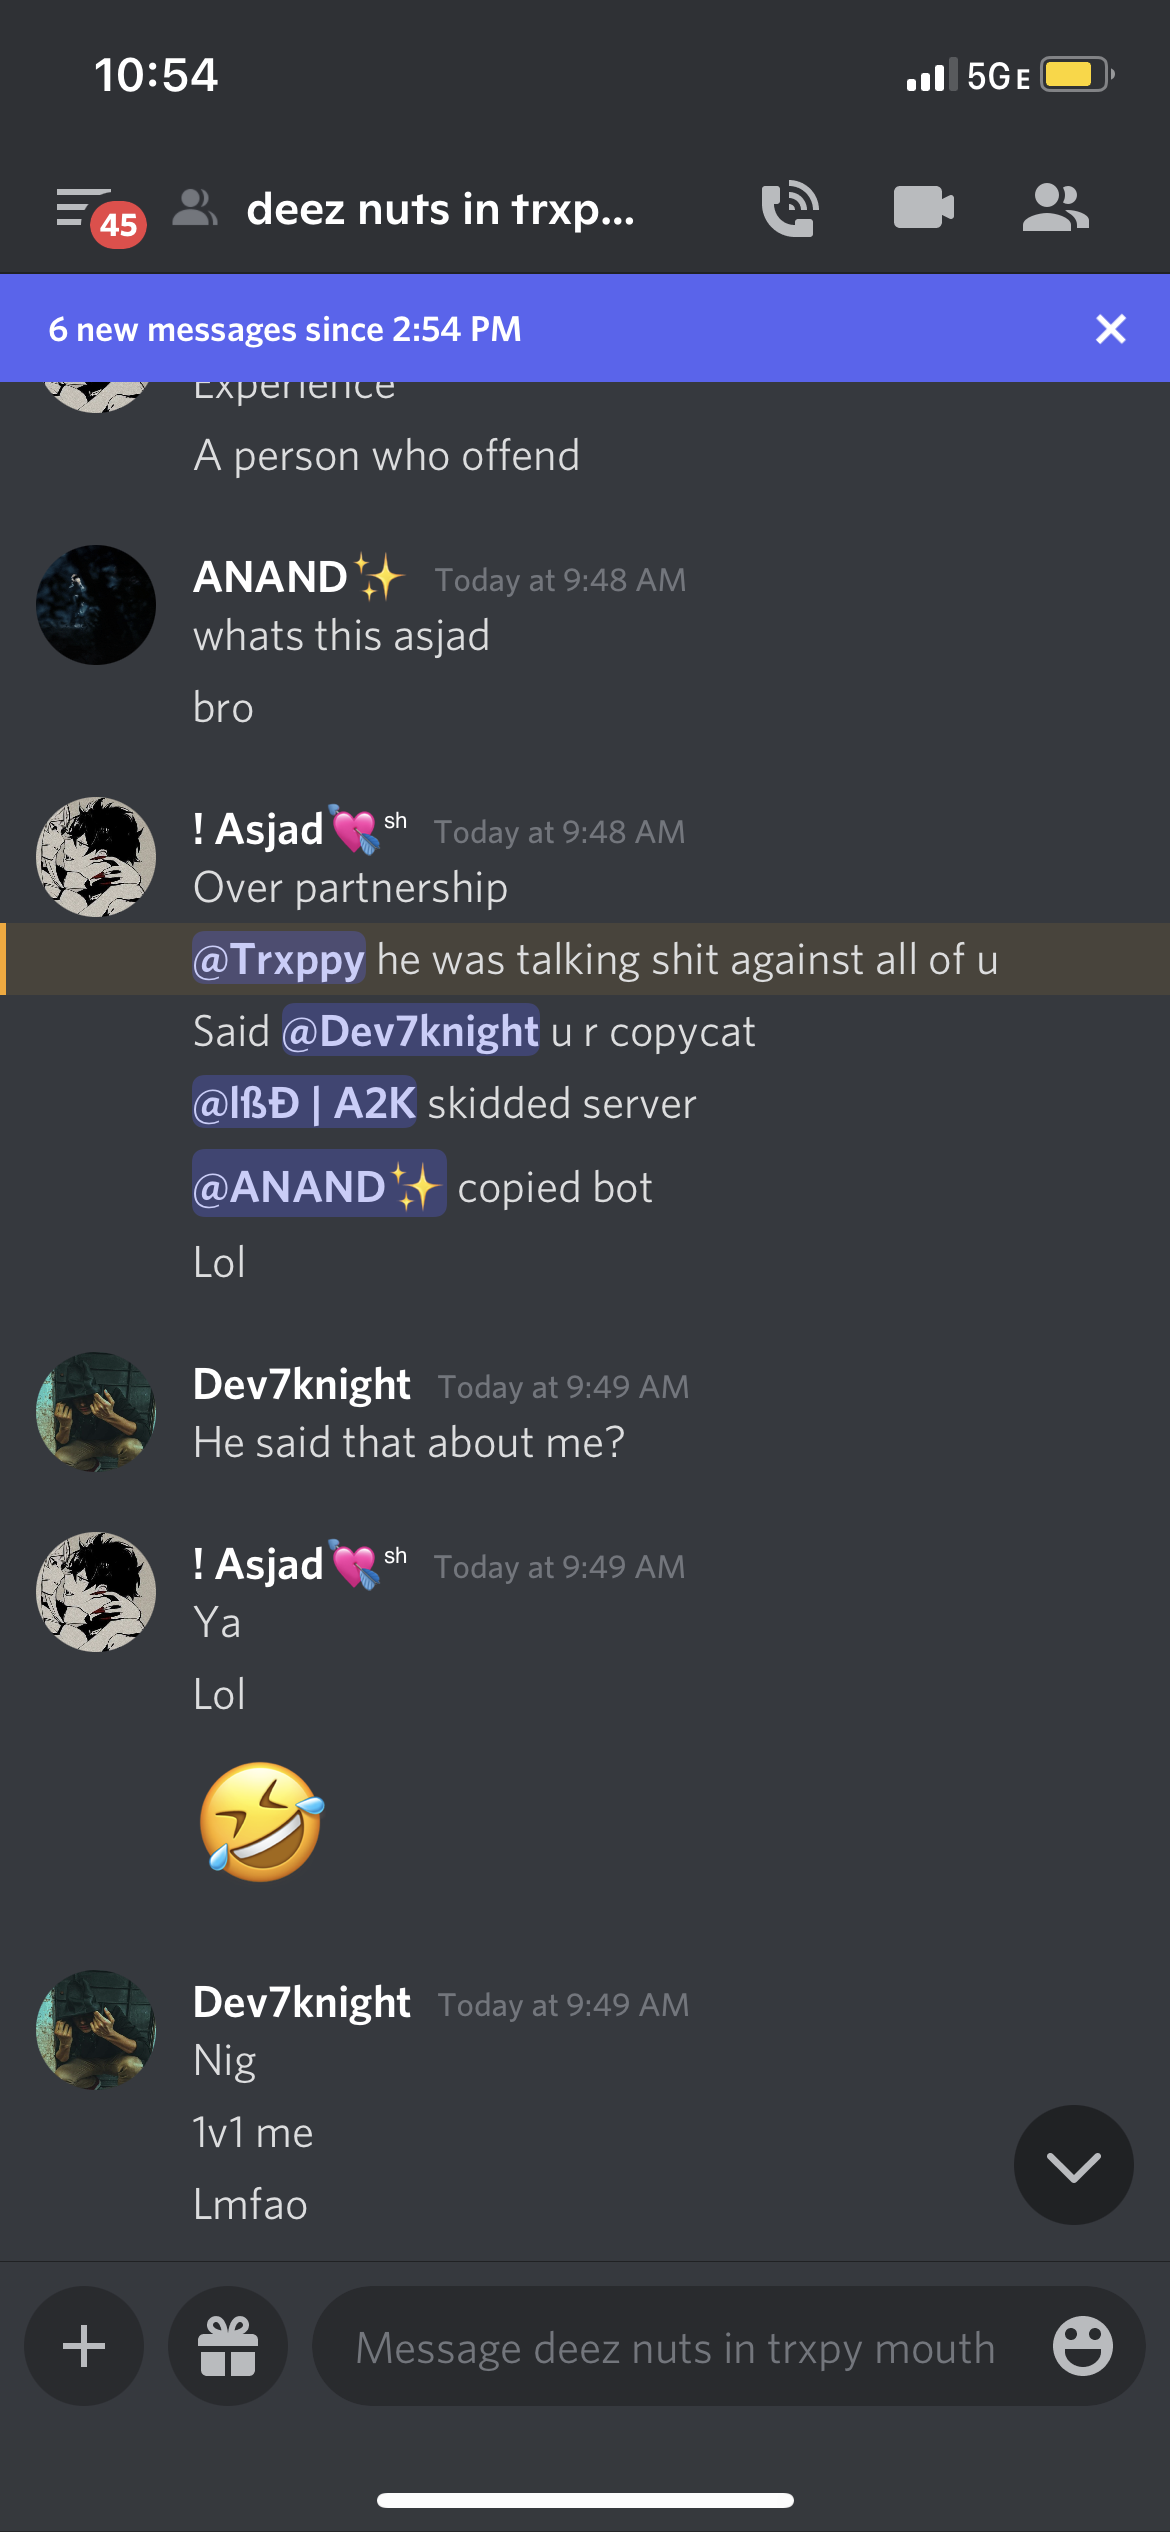 10:54
5GE
45
deez nuts in trxp...
6 new messages since 2:54 PM
Experience
A person who offend
ANAND✨ Today at 9:48 AM
whats this asjad
bro
! Asjad💘sh Today at 9:48 AM
Over partnership
@Trxppy he was talking shit against all of u
Said @Dev7knight u r copycat
@lßÐ | A2K skidded server
@ANAND✨ copied bot
Lol
Dev7knight Today at 9:49 AM
He said that about me?
! Asjad💘sh Today at 9:49 AM
Ya
Lol
🤣
Dev7knight Today at 9:49 AM
Nig
1v1 me
Lmfao
Message deez nuts in trxpy mouth